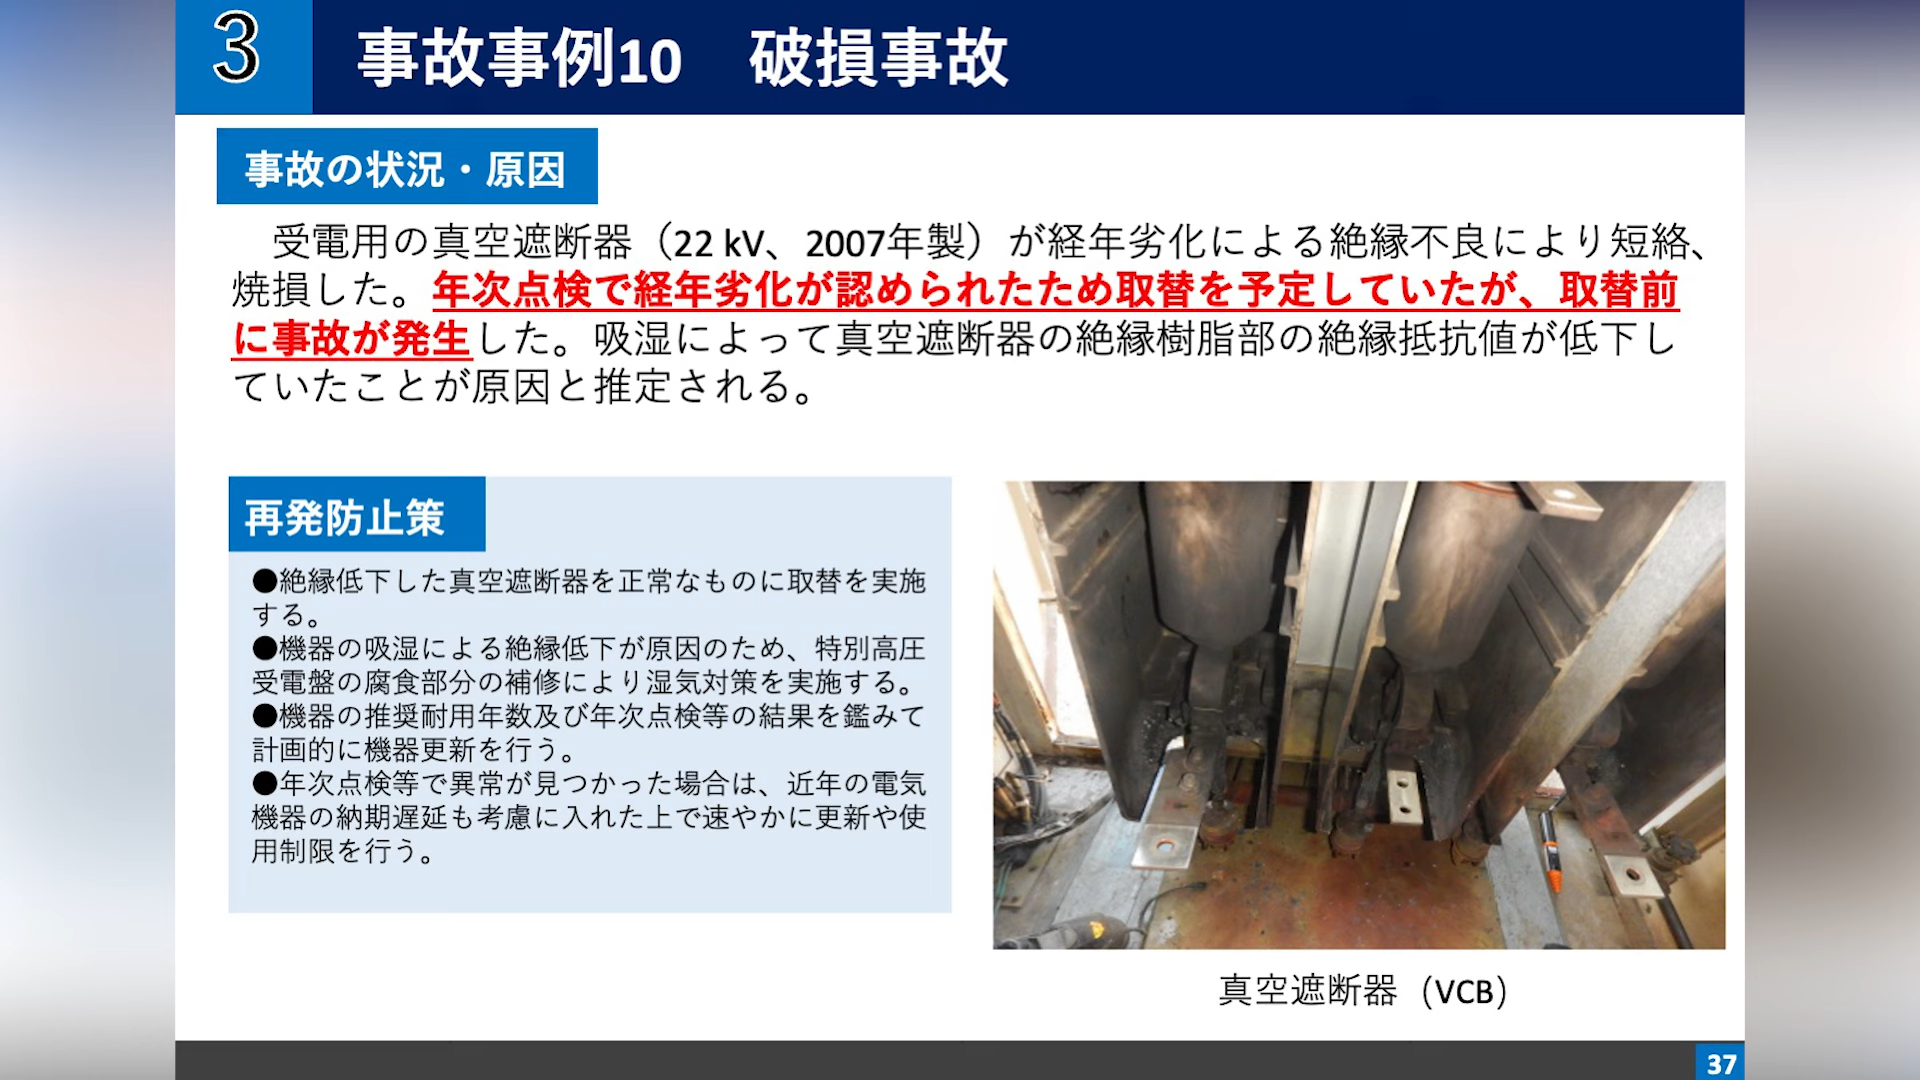 3
事故事例10　破損事故
事故の状況・原因
受電用の真空遮断器（22 kV、2007年製）が経年劣化による絶縁不良により短絡、
焼損した。年次点検で経年劣化が認められたため取替を予定していたが、取替前
に事故が発生した。吸湿によって真空遮断器の絶縁樹脂部の絶縁抵抗値が低下し
ていたことが原因と推定される。
再発防止策
●絶縁低下した真空遮断器を正常なものに取替を実施
する。
●機器の吸湿による絶縁低下が原因のため、特別高圧
受電盤の腐食部分の補修により湿気対策を実施する。
●機器の推奨耐用年数及び年次点検等の結果を鑑みて
計画的に機器更新を行う。
●年次点検等で異常が見つかった場合は、近年の電気
機器の納期遅延も考慮に入れた上で速やかに更新や使
用制限を行う。
真空遮断器（VCB）
37